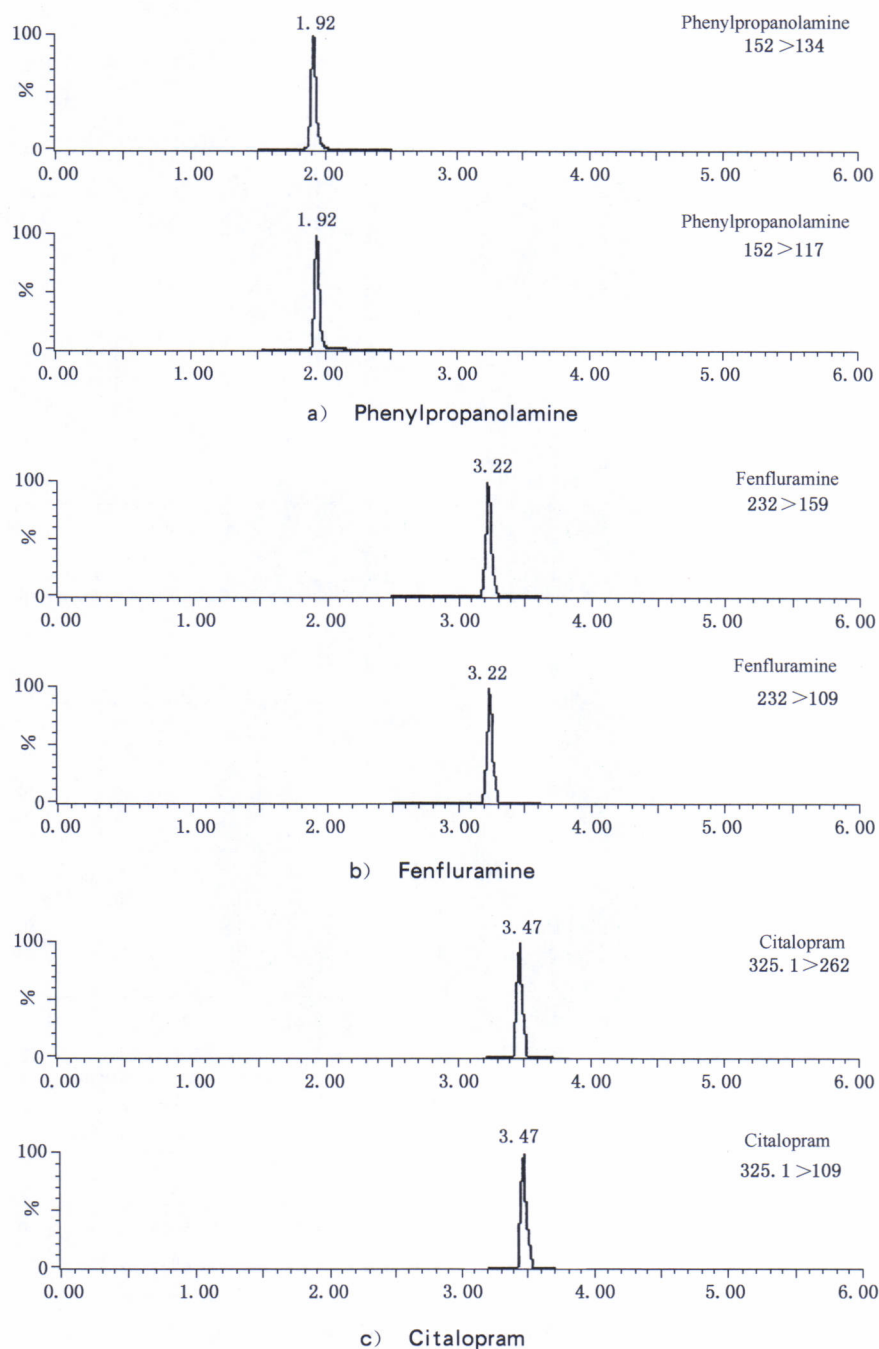 1.92
Phenylpropanolamine
152>134
100
%
0
0.00 1.00 2.00 3.00 4.00 5.00 6.00
1.92
Phenylpropanolamine
152>117
100
%
0
0.00 1.00 2.00 3.00 4.00 5.00 6.00
a) Phenylpropanolamine
3.22
Fenfluramine
232>159
100
%
0
0.00 1.00 2.00 3.00 4.00 5.00 6.00
3.22
Fenfluramine
232>109
100
%
0
0.00 1.00 2.00 3.00 4.00 5.00 6.00
b) Fenfluramine
3.47
Citalopram
325.1>262
100
%
0
0.00 1.00 2.00 3.00 4.00 5.00 6.00
3.47
Citalopram
325.1>109
100
%
0
0.00 1.00 2.00 3.00 4.00 5.00 6.00
c) Citalopram